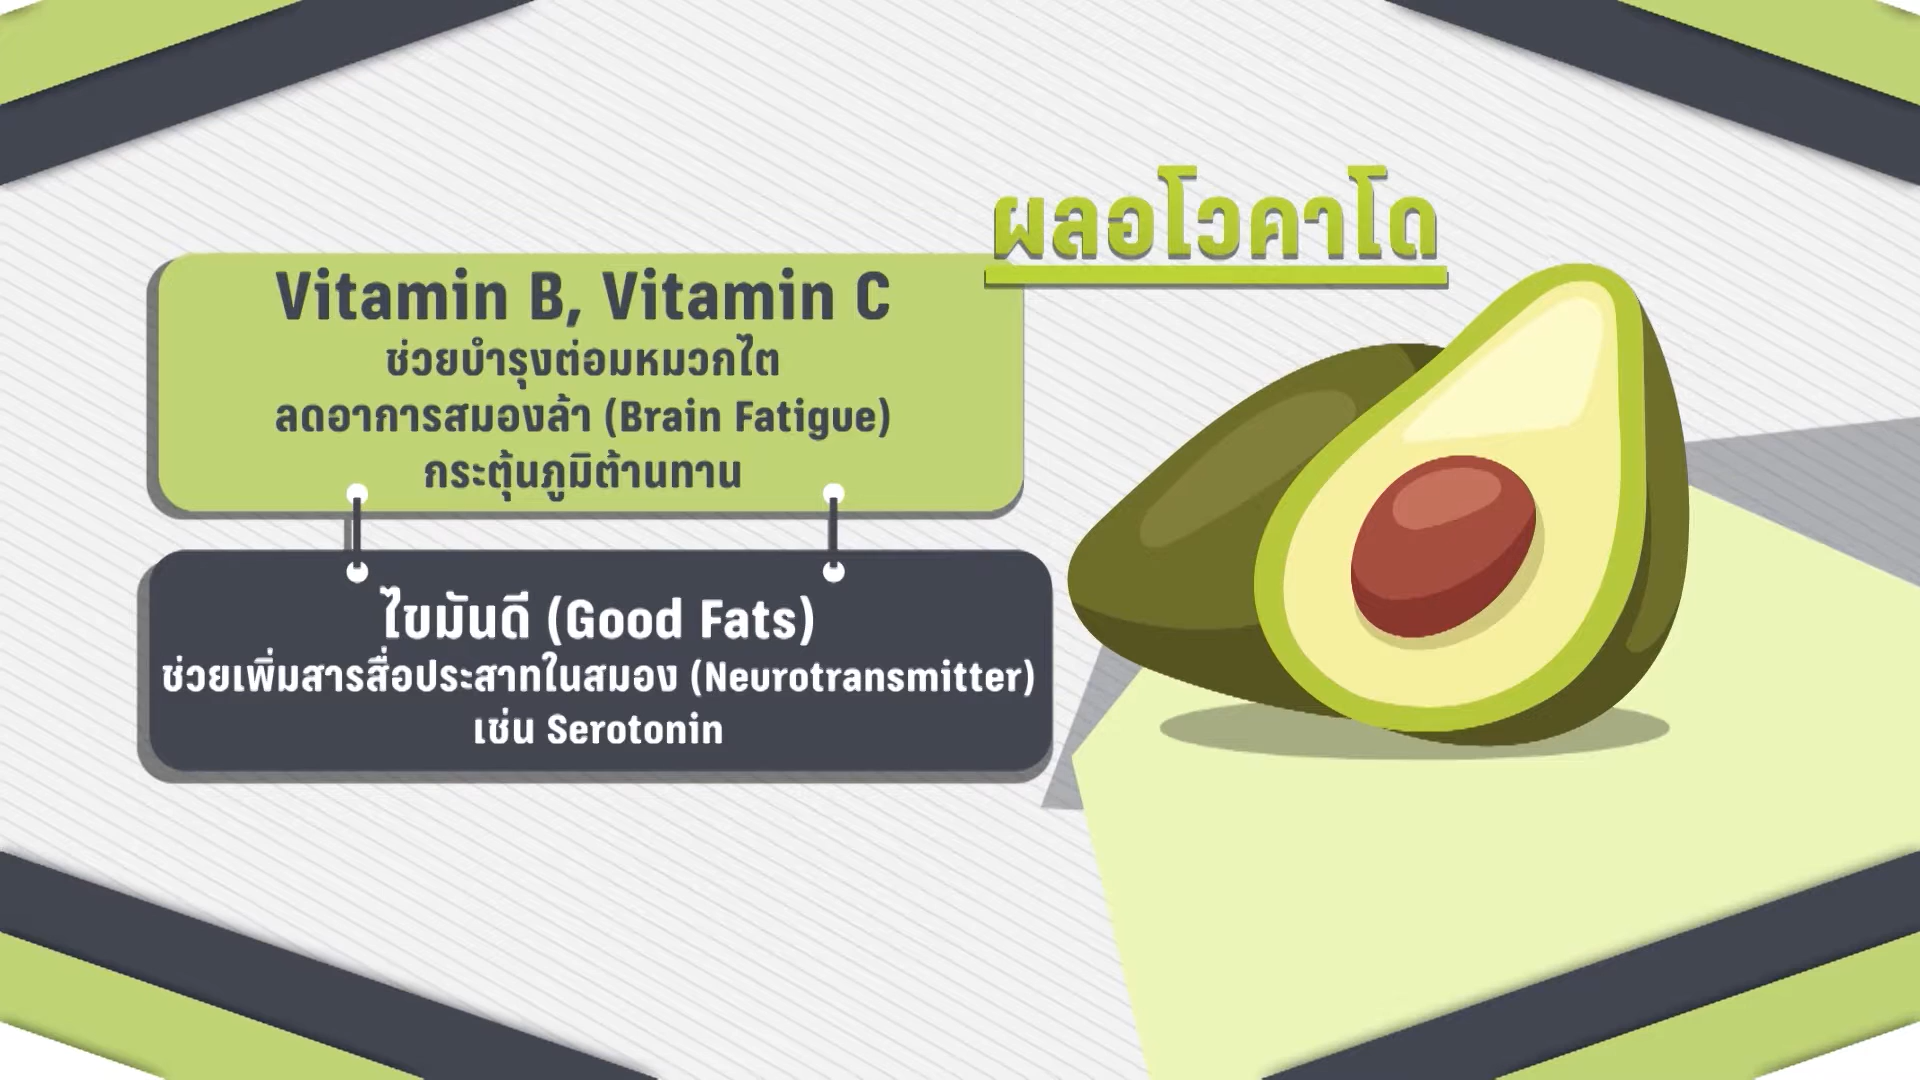 ผลอโวคาโด
Vitamin B, Vitamin C
ช่วยบำรุงต่อมหมวกไต
ลดอาการสมองล้า (Brain Fatigue)
กระตุ้นภูมิต้านทาน
ไขมันดี (Good Fats)
ช่วยเพิ่มสารสื่อประสาทในสมอง (Neurotransmitter)
เช่น Serotonin